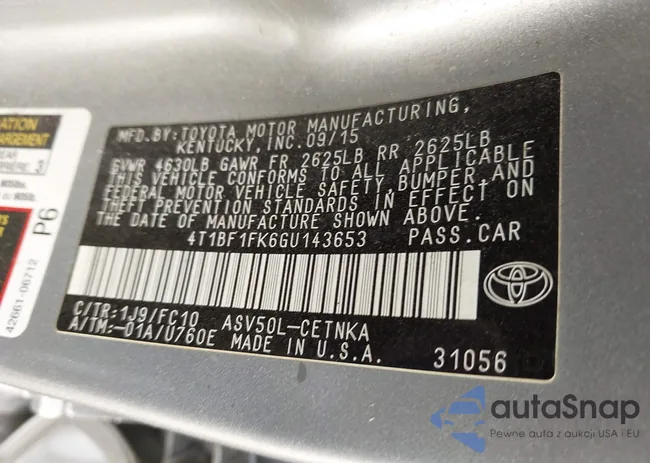 MFD.BY:TOYOTA MOTOR MANUFACTURING,
KENTUCKY, INC.09/15
GVWR 4630LB GAWR FR 2625LB RR 2625LB
THIS VEHICLE CONFORMS TO ALL APPLICABLE
FEDERAL MOTOR VEHICLE SAFETY, BUMPER, AND
THEFT PREVENTION STANDARDS IN EFFECT ON
THE DATE OF MANUFACTURE SHOWN ABOVE.
4T1BF1FK6GU143653 PASS.CAR
C/TR:1J9/FC10 ASV50L-CETNKA
A/TM:-01A/U760E MADE IN U.S.A. 31056
P6
42661-06712
autaSnap
Pewne auta z aukcji USA i EU